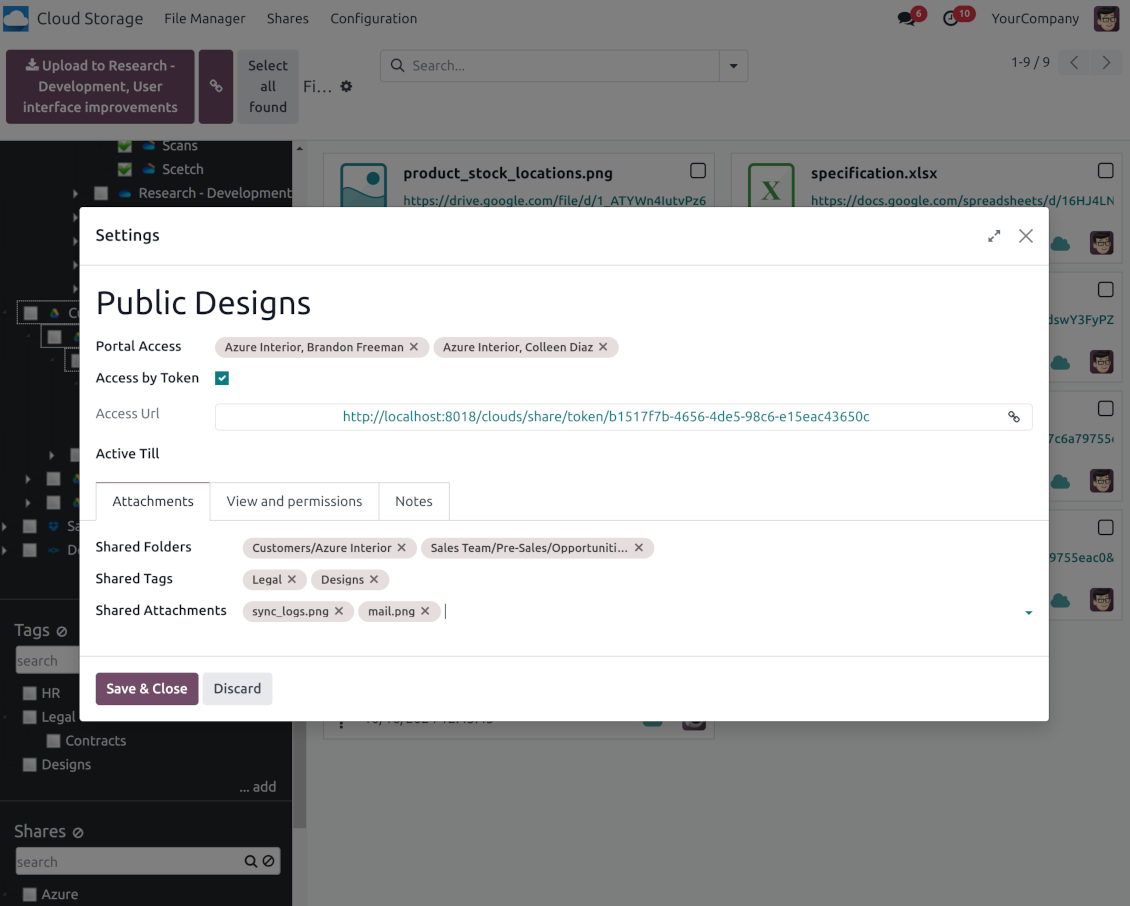 Cloud Storage File Manager Shares Configuration 6 10 YourCompany
Upload to Research -
Development, User
interface improvements
Select
all
found
Fi...
Search...
1-9 / 9
Scans
Scetch
Research - Development
product_stock_locations.png
https://drive.google.com/file/d/1_ATYWn4IutvPz6
specification.xlsx
https://docs.google.com/spreadsheets/d/16HJ4LN
Settings
Public Designs
Portal Access Azure Interior, Brandon Freeman Azure Interior, Colleen Diaz
Access by Token
Access Url http://localhost:8018/clouds/share/token/b1517f7b-4656-4de5-98c6-e15eac43650c
Active Till
Attachments View and permissions Notes
Shared Folders Customers/Azure Interior Sales Team/Pre-Sales/Opportuniti...
Shared Tags Legal Designs
Shared Attachments sync_logs.png mail.png
Save & Close Discard
dswY3FyPZ
7c6a79755
9755eac0&
Tags
search
HR
Legal
Contracts
Designs
... add
Shares
search
Azure